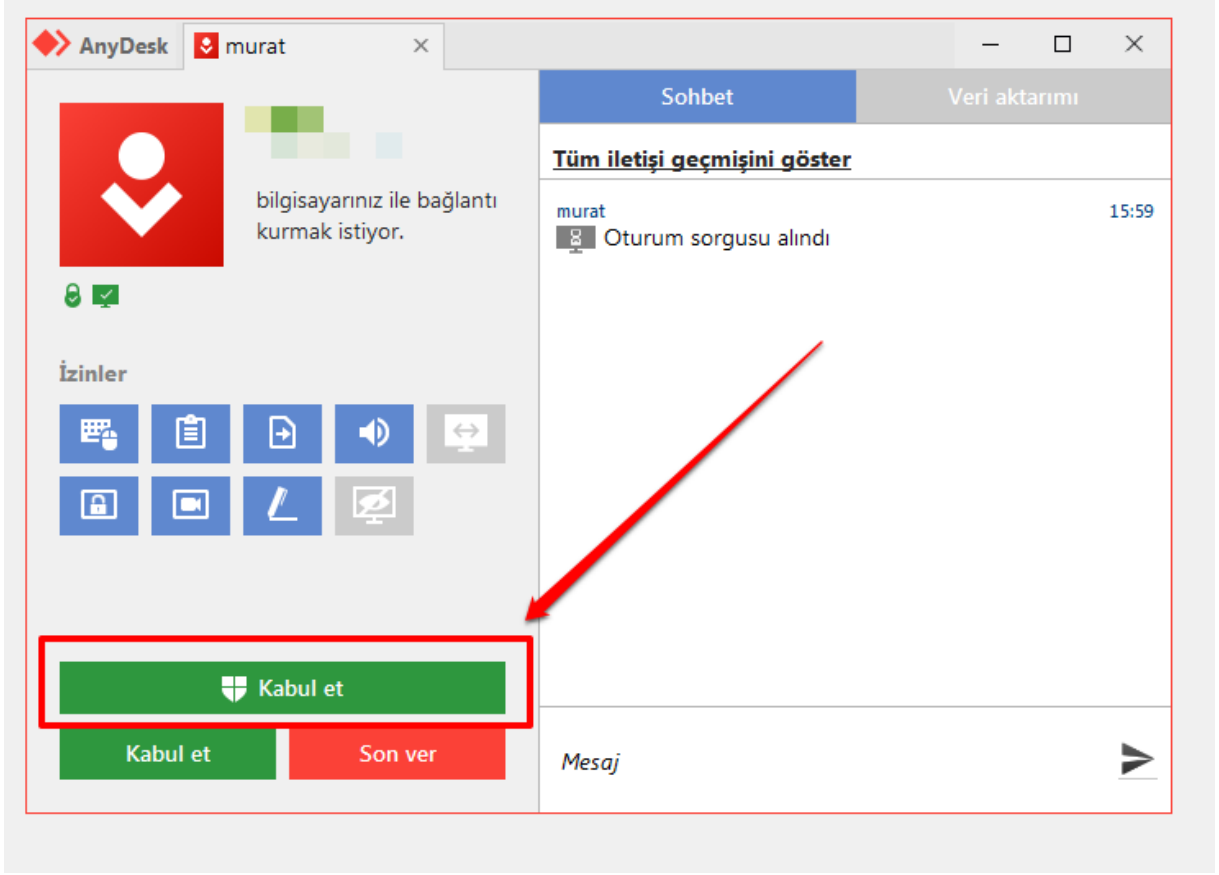 AnyDesk
murat
Sohbet
Veri aktarımı
bilgisayarınız ile bağlantı
kurmak istiyor.
Tüm iletişi geçmişini göster
murat 15:59
Oturum sorgusu alındı
İzinler
Kabul et
Kabul et
Son ver
Mesaj